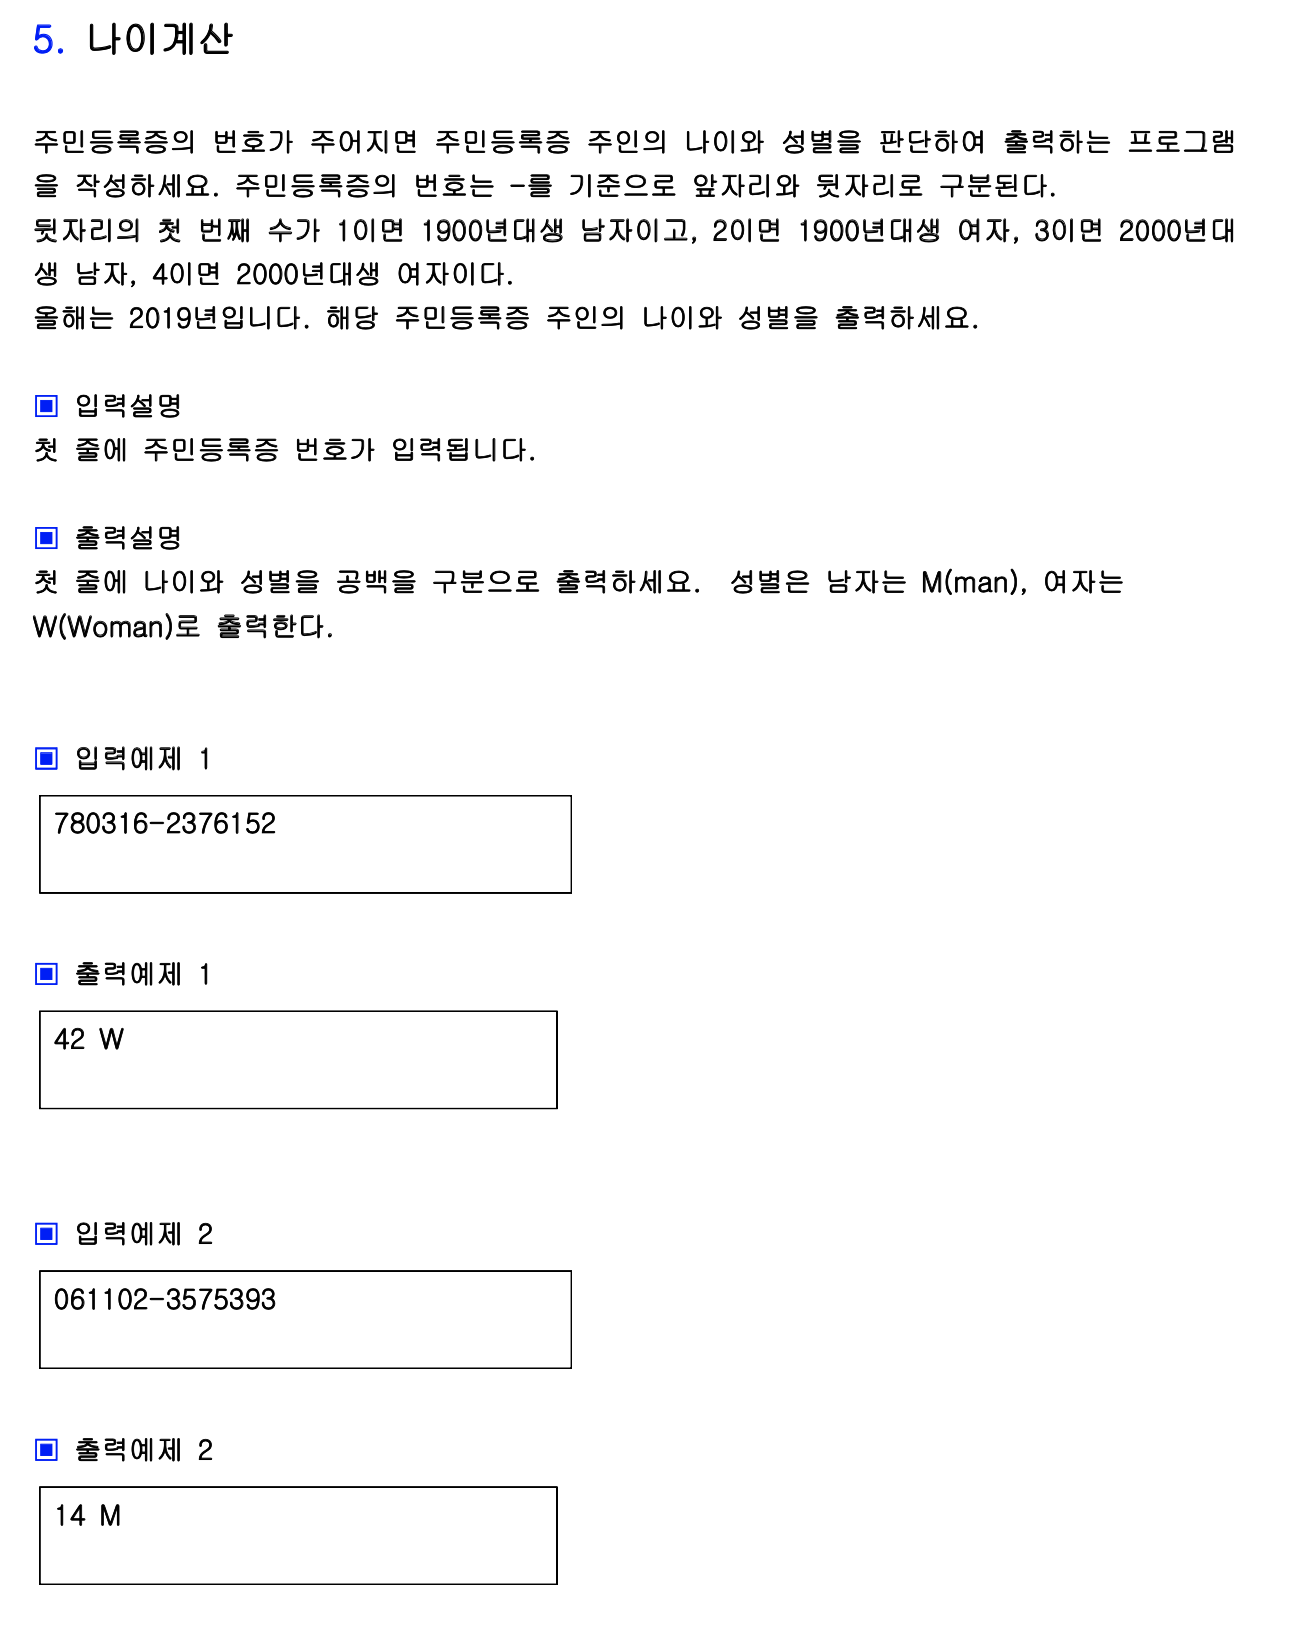 5. 나이계산
주민등록증의 번호가 주어지면 주민등록증 주인의 나이와 성별을 판단하여 출력하는 프로그램
을 작성하세요. 주민등록증의 번호는 -를 기준으로 앞자리와 뒷자리로 구분된다.
뒷자리의 첫 번째 수가 1이면 1900년대생 남자이고, 2이면 1900년대생 여자, 3이면 2000년대
생 남자, 4이면 2000년대생 여자이다.
올해는 2019년입니다. 해당 주민등록증 주인의 나이와 성별을 출력하세요.
▣ 입력설명
첫 줄에 주민등록증 번호가 입력됩니다.
▣ 출력설명
첫 줄에 나이와 성별을 공백을 구분으로 출력하세요. 성별은 남자는 M(man), 여자는
W(Woman)로 출력한다.
▣ 입력예제 1
780316-2376152
▣ 출력예제 1
42 W
▣ 입력예제 2
061102-3575393
▣ 출력예제 2
14 M